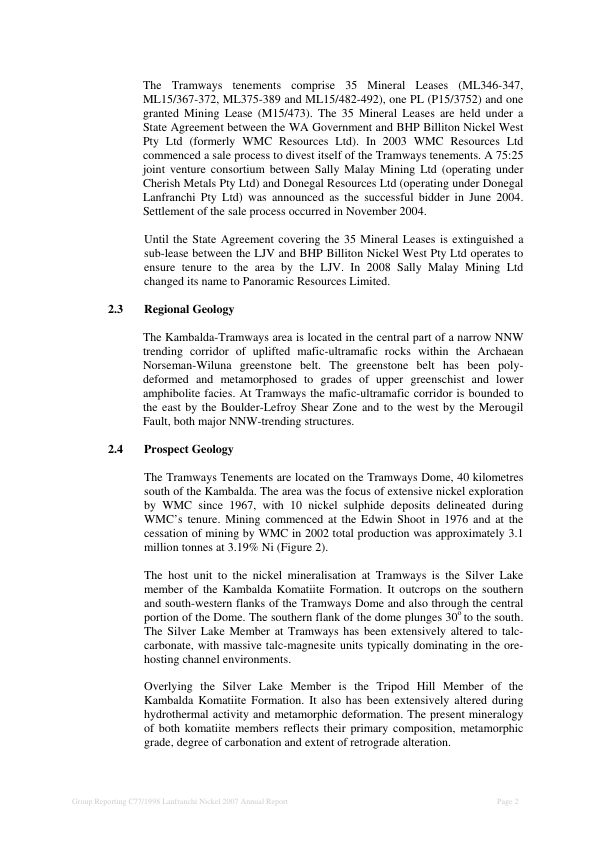 The Tramways tenements comprise 35 Mineral Leases (ML346-347,
ML15/367-372, ML375-389 and ML15/482-492), one PL (P15/3752) and one
granted Mining Lease (M15/473). The 35 Mineral Leases are held under a
State Agreement between the WA Government and BHP Billiton Nickel West
Pty Ltd (formerly WMC Resources Ltd). In 2003 WMC Resources Ltd
commenced a sale process to divest itself of the Tramways tenements. A 75:25
joint venture consortium between Sally Malay Mining Ltd (operating under
Cherish Metals Pty Ltd) and Donegal Resources Ltd (operating under Donegal
Lanfranchi Pty Ltd) was announced as the successful bidder in June 2004.
Settlement of the sale process occurred in November 2004.
Until the State Agreement covering the 35 Mineral Leases is extinguished a
sub-lease between the LJV and BHP Billiton Nickel West Pty Ltd operates to
ensure tenure to the area by the LJV. In 2008 Sally Malay Mining Ltd
changed its name to Panoramic Resources Limited.
2.3 Regional Geology
The Kambalda-Tramways area is located in the central part of a narrow NNW
trending corridor of uplifted mafic-ultramafic rocks within the Archaean
Norseman-Wiluna greenstone belt. The greenstone belt has been poly-
deformed and metamorphosed to grades of upper greenschist and lower
amphibolite facies. At Tramways the mafic-ultramafic corridor is bounded to
the east by the Boulder-Lefroy Shear Zone and to the west by the Merougil
Fault, both major NNW-trending structures.
2.4 Prospect Geology
The Tramways Tenements are located on the Tramways Dome, 40 kilometres
south of the Kambalda. The area was the focus of extensive nickel exploration
by WMC since 1967, with 10 nickel sulphide deposits delineated during
WMC's tenure. Mining commenced at the Edwin Shoot in 1976 and at the
cessation of mining by WMC in 2002 total production was approximately 3.1
million tonnes at 3.19% Ni (Figure 2).
The host unit to the nickel mineralisation at Tramways is the Silver Lake
member of the Kambalda Komatiite Formation. It outcrops on the southern
and south-western flanks of the Tramways Dome and also through the central
portion of the Dome. The southern flank of the dome plunges 30° to the south.
The Silver Lake Member at Tramways has been extensively altered to talc-
carbonate, with massive talc-magnesite units typically dominating in the ore-
hosting channel environments.
Overlying the Silver Lake Member is the Tripod Hill Member of the
Kambalda Komatiite Formation. It also has been extensively altered during
hydrothermal activity and metamorphic deformation. The present mineralogy
of both komatiite members reflects their primary composition, metamorphic
grade, degree of carbonation and extent of retrograde alteration.
Group Reporting C77/1998 Lanfranchi Nickel 2007 Annual Report Page 2